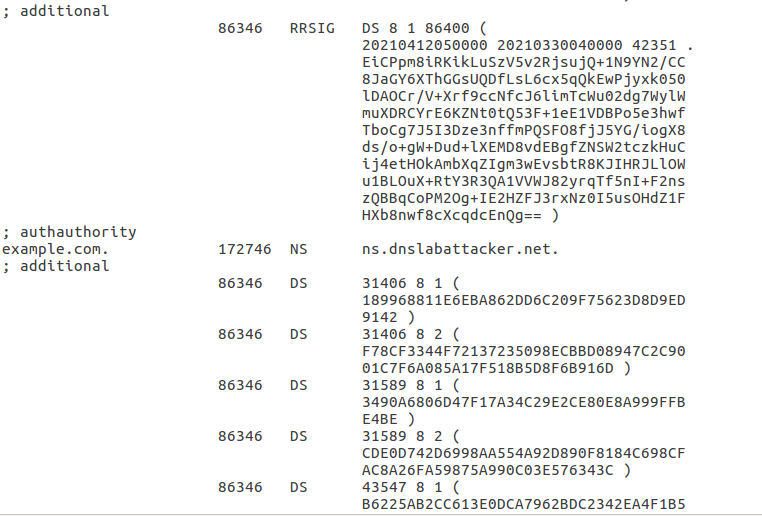 ; additional
86346 RRSIG DS 8 1 86400 (
20210412050000 20210330040000 42351 .
EiCPpm8iRKikLuSzV5v2RjsujQ+1N9YN2/CC
8JaGY6XThGGsUQDfLsL6cx5qQkEwPjyxk050
lDAOCr/V+Xrf9ccNfcJ6limTcWu02dg7WylW
muXDRCYrE6KZNt0tQ53F+1eE1VDBPo5e3hwf
TboCg7J5I3Dze3nffmPQSFO8fjJ5YG/iogX8
ds/o+gW+Dud+lXEMD8vdEBgfZNSW2tczkHuC
ij4etHOkAmbXqZIgm3wEvsbtR8KJIHRJLlOW
u1BLOuX+RtY3R3QA1VVWJ82yrqTf5nI+F2ns
zQBBqCoPM2Og+IE2HZFJ3rxNz0I5usOHdZ1F
HXb8nwf8cXcqdcEnQg== )
; authauthority
example.com. 172746 NS ns.dnslabattacker.net.
; additional
86346 DS 31406 8 1 (
189968811E6EBA862DD6C209F75623D8D9ED
9142 )
86346 DS 31406 8 2 (
F78CF3344F72137235098ECBBD08947C2C90
01C7F6A085A17F518B5D8F6B916D )
86346 DS 31589 8 1 (
3490A6806D47F17A34C29E2CE80E8A999FFB
E4BE )
86346 DS 31589 8 2 (
CDE0D742D6998AA554A92D890F8184C698CF
AC8A26FA59875A990C03E576343C )
86346 DS 43547 8 1 (
B6225AB2CC613E0DCA7962BDC2342EA4F1B5